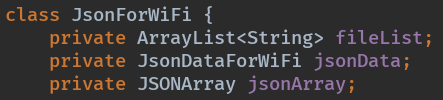 class JsonForWiFi {
    private ArrayList<String> fileList;
    private JsonDataForWiFi jsonData;
    private JSONArray jsonArray;